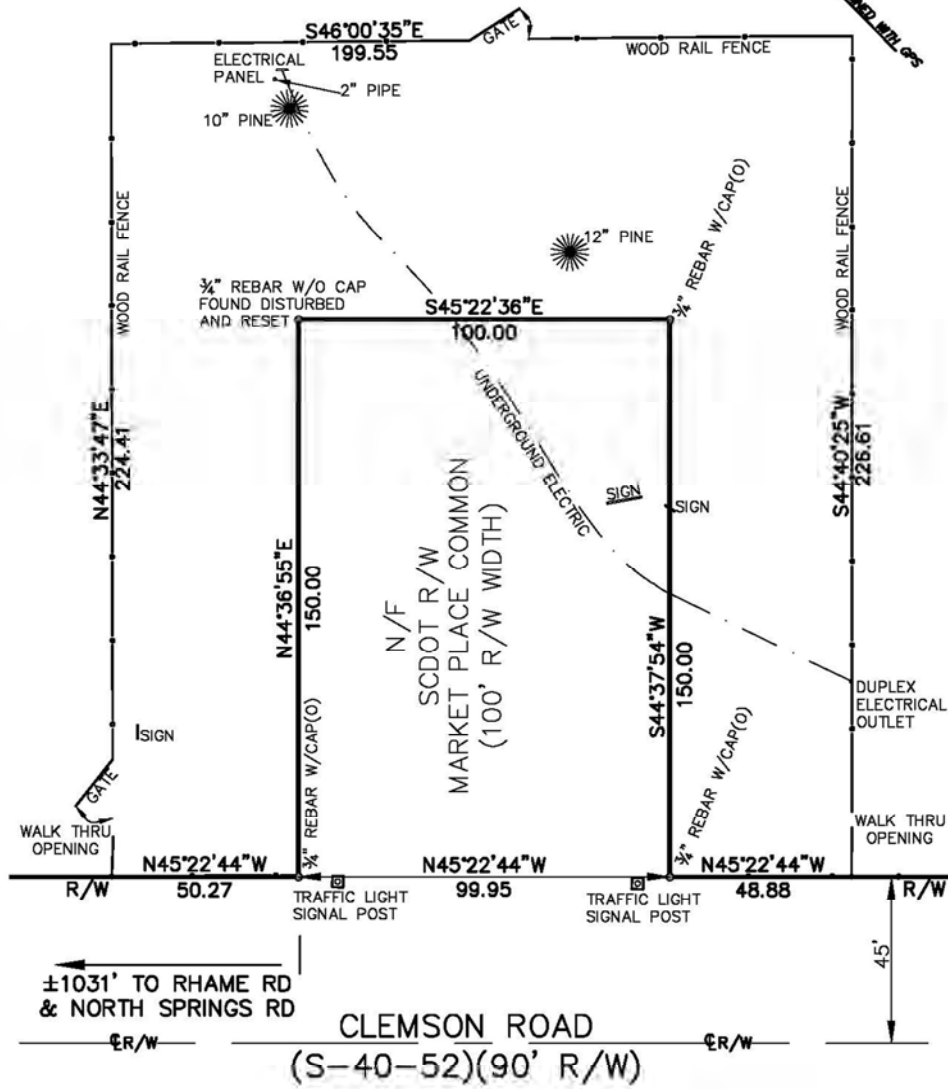 S46°00'35"E
199.55
GATE
WOOD RAIL FENCE
ELECTRICAL
PANEL
2" PIPE
10" PINE
WITH GPS
WOOD RAIL FENCE
12" PINE
¾" REBAR W/CAP(O)
WOOD RAIL FENCE
¾" REBAR W/O CAP
FOUND DISTURBED
AND RESET
S45°22'36"E
100.00
N44°33'47"E
224.41
UNDERGROUND ELECTRIC
SIGN
SIGN
S44°40'25"W
226.61
N44°36'55"E
150.00
N/F
SCDOT R/W
MARKET PLACE COMMON
(100' R/W WIDTH)
S44°37'54"W
150.00
DUPLEX
ELECTRICAL
OUTLET
SIGN
GATE
¾" REBAR W/CAP(O)
¾" REBAR W/CAP(O)
WALK THRU
OPENING
WALK THRU
OPENING
N45°22'44"W
50.27
R/W
N45°22'44"W
99.95
N45°22'44"W
48.88
R/W
TRAFFIC LIGHT
SIGNAL POST
TRAFFIC LIGHT
SIGNAL POST
45'
±1031' TO RHAME RD
& NORTH SPRINGS RD
CLEMSON ROAD
℄R/W
℄R/W
(S-40-52)(90' R/W)